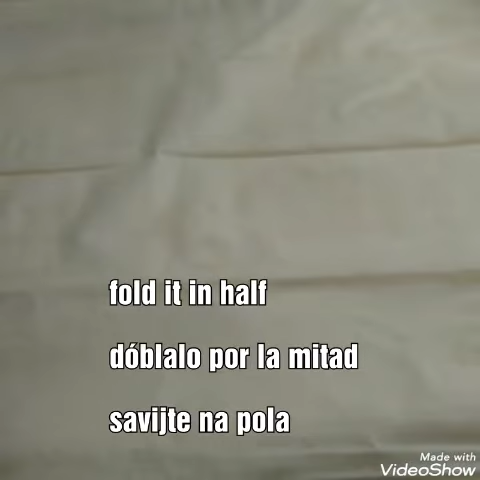 fold it in half
dóblalo por la mitad
savijte na pola
Made with
VideoShow